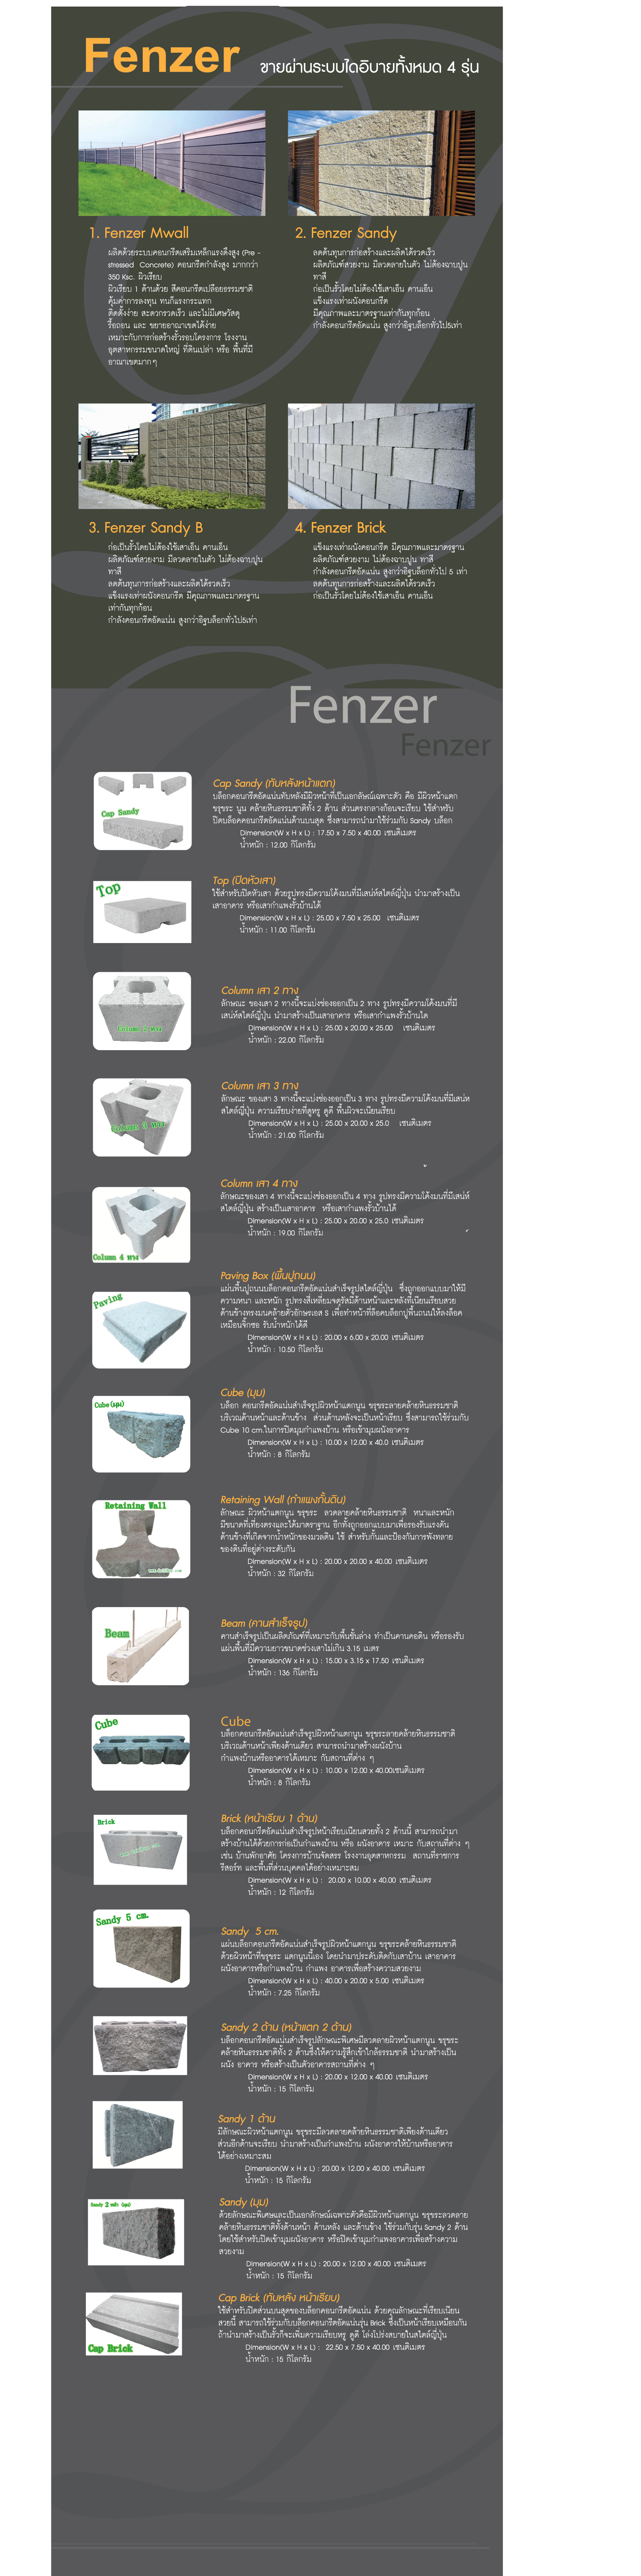 Fenzer ขายผ่านระบบไดอิบายทั้งหมด 4 รุ่น
1. Fenzer Mwall
ผลิตด้วยระบบคอนกรีตเสริมเหล็กแรงดึงสูง (Pre -
stressed Concrete) คอนกรีตกำลังสูง มากกว่า
350 Ksc. ผิวเรียบ
ผิวเรียบ 1 ด้านด้วย สีคอนกรีตเปลือยธรรมชาติ
คุ้มค่าการลงทุน ทนก็แรงกระแทก
ติดตั้งง่าย สะดวกรวดเร็ว และไม่มีเศษวัสดุ
รื้อถอน และ ขยายอาณาเขตได้ง่าย
เหมาะกับการก่อสร้างรั้วรอบโครงการ โรงงาน
อุตสาหกรรมขนาดใหญ่ ที่ดินเปล่า หรือ พื้นที่มี
อาณาเขตมากๆ
2. Fenzer Sandy
ลดต้นทุนการก่อสร้างและผลิตได้รวดเร็ว
ผลิตภัณฑ์สวยงาม มีลวดลายในตัว ไม่ต้องฉาบปูน
ทาสี
ก่อเป็นรั้วโดยไม่ต้องใช้เสาเอ็น คานเอ็น
แข็งแรงเท่าผนังคอนกรีต
มีคุณภาพและมาตรฐานเท่ากันทุกก้อน
กำลังคอนกรีตอัดแน่น สูงกว่าอิฐบล็อกทั่วไป5เท่า
3. Fenzer Sandy B
ก่อเป็นรั้วโดยไม่ต้องใช้เสาเอ็น คานเอ็น
ผลิตภัณฑ์สวยงาม มีลวดลายในตัว ไม่ต้องฉาบปูน
ทาสี
ลดต้นทุนการก่อสร้างและผลิตได้รวดเร็ว
แข็งแรงเท่าผนังคอนกรีต มีคุณภาพและมาตรฐาน
เท่ากันทุกก้อน
กำลังคอนกรีตอัดแน่น สูงกว่าอิฐบล็อกทั่วไป5เท่า
4. Fenzer Brick
แข็งแรงเท่าผนังคอนกรีต มีคุณภาพและมาตรฐาน
ผลิตภัณฑ์สวยงาม ไม่ต้องฉาบปูน ทาสี
กำลังคอนกรีตอัดแน่น สูงกว่าอิฐบล็อกทั่วไป 5 เท่า
ลดต้นทุนการก่อสร้างและผลิตได้รวดเร็ว
ก่อเป็นรั้วโดยไม่ต้องใช้เสาเอ็น คานเอ็น
Fenzer
Fenzer
Cap Sandy
Cap Sandy (ทับหลังหน้าแตก)
บล็อกคอนกรีตอัดแน่นทับหลังมีผิวหน้าที่เป็นเอกลัษณ์เฉพาะตัว คือ มีผิวหน้าแตก
ขรุขระ นูน คล้ายหินธรรมชาติทั้ง 2 ด้าน ส่วนตรงกลางก้อนจะเรียบ ใช้สำหรับ
ปิดบล็อคคอนกรีตอัดแน่นด้านบนสุด ซึ่งสามารถนำมาใช้ร่วมกับ Sandy บล็อก
Dimension(W x H x L) : 17.50 x 7.50 x 40.00 เซนติเมตร
น้ำหนัก : 12.00 กิโลกรัม
Top
Top (ปิดหัวเสา)
ใช้สำหรับปิดหัวเสา ด้วยรูปทรงมีความโค้งมนที่มีเสน่ห์สไตล์ญี่ปุ่น นำมาสร้างเป็น
เสาอาคาร หรือเสากำแพงรั้วบ้านได้
Dimension(W x H x L) : 25.00 x 7.50 x 25.00 เซนติเมตร
น้ำหนัก : 11.00 กิโลกรัม
Column 2 ทาง
Column เสา 2 ทาง
ลักษณะ ของเสา 2 ทางนี้จะแบ่งช่องออกเป็น 2 ทาง รูปทรงมีความโค้งมนที่มี
เสน่ห์สไตล์ญี่ปุ่น นำมาสร้างเป็นเสาอาคาร หรือเสากำแพงรั้วบ้านได้
Dimension(W x H x L) : 25.00 x 20.00 x 25.00 เซนติเมตร
น้ำหนัก : 22.00 กิโลกรัม
Column 3 ทาง
Column เสา 3 ทาง
ลักษณะ ของเสา 3 ทางนี้จะแบ่งช่องออกเป็น 3 ทาง รูปทรงมีความโค้งมนที่มีเสน่ห
สไตล์ญี่ปุ่น ความเรียบง่ายที่ดูหรู ดูดี พื้นผิวจะเนียนเรียบ
Dimension(W x H x L) : 25.00 x 20.00 x 25.0 เซนติเมตร
น้ำหนัก : 21.00 กิโลกรัม
Column 4 ทาง
Column เสา 4 ทาง
ลักษณะของเสา 4 ทางนี้จะแบ่งช่องออกเป็น 4 ทาง รูปทรงมีความโค้งมนที่มีเสน่ห์
สไตล์ญี่ปุ่น สร้างเป็นเสาอาคาร หรือเสากำแพงรั้วบ้านได้
Dimension(W x H x L) : 25.00 x 20.00 x 25.0 เซนติเมตร
น้ำหนัก : 19.00 กิโลกรัม
Paving
Paving Box (พื้นปูถนน)
แผ่นพื้นปูถนนบล็อกคอนกรีตอัดแน่นสำเร็จรูปสไตล์ญี่ปุ่น ซึ่งถูกออกแบบมาให้มี
ความหนา และหนัก รูปทรงสี่เหลี่ยมจตุรัสมีด้านหน้าและหลังที่เนียนเรียบสวย
ด้านข้างทรงมนคล้ายตัวอักษรเอส S เพื่อทำหน้าที่ล็อคบล็อกปูพื้นถนนให้ลงล็อค
เหมือนจิ๊กซอ รับน้ำหนักได้ดี
Dimension(W x H x L) : 20.00 x 6.00 x 20.00 เซนติเมตร
น้ำหนัก : 10.50 กิโลกรัม
Cube (มุม)
Cube (มุม)
บล็อก คอนกรีตอัดแน่นสำเร็จรูปผิวหน้าแตกนูน ขรุขระลายคล้ายหินธรรมชาติ
บริเวณด้านหน้าและด้านข้าง ส่วนด้านหลังจะเป็นหน้าเรียบ ซึ่งสามารถใช้ร่วมกับ
Cube 10 cm.ในการปิดมุมกำแพงบ้าน หรือเข้ามุมผนังอาคาร
Dimension(W x H x L) : 10.00 x 12.00 x 40.0 เซนติเมตร
น้ำหนัก : 8 กิโลกรัม
Retaining Wall
Retaining Wall (กำแพงกั้นดิน)
ลักษณะ ผิวหน้าแตกนูน ขรุขระ ลวดลายคล้ายหินธรรมชาติ หนาและหนัก
มีขนาดที่เที่ยงตรงและได้มาตราฐาน อีกทั้งถูกออกแบบมาเพื่อรองรับแรงดัน
ด้านข้างที่เกิดจากน้ำหนักของมวลดิน ใช้ สำหรับกั้นและป้องกันการพังทลาย
ของดินที่อยู่ต่างระดับกัน
Dimension(W x H x L) : 20.00 x 20.00 x 40.00 เซนติเมตร
น้ำหนัก : 32 กิโลกรัม
Beam
Beam (คานสำเร็จรูป)
คานสำเร็จรูปเป็นผลิตภัณฑ์ที่เหมาะกับพื้นชั้นล่าง ทำเป็นคานคอดิน หรือรองรับ
แผ่นพื้นที่มีความยาวขนาดช่วงเสาไม่เกิน 3.15 เมตร
Dimension(W x H x L) : 15.00 x 3.15 x 17.50 เซนติเมตร
น้ำหนัก : 136 กิโลกรัม
Cube
Cube
บล็อกคอนกรีตอัดแน่นสำเร็จรูปผิวหน้าแตกนูน ขรุขระลายคล้ายหินธรรมชาติ
บริเวณด้านหน้าเพียงด้านเดียว สามารถนำมาสร้างผนังบ้าน
กำแพงบ้านหรืออาคารได้เหมาะ กับสถานที่ต่าง ๆ
Dimension(W x H x L) : 10.00 x 12.00 x 40.00เซนติเมตร
น้ำหนัก : 8 กิโลกรัม
Brick
Brick (หน้าเรียบ 1 ด้าน)
บล็อกคอนกรีตอัดแน่นสำเร็จรูปหน้าเรียบเนียนสวยทั้ง 2 ด้านนี้ สามารถนำมา
สร้างบ้านได้ด้วยการก่อเป็นกำแพงบ้าน หรือ ผนังอาคาร เหมาะ กับสถานที่ต่าง ๆ
เช่น บ้านพักอาศัย โครงการบ้านจัดสรร โรงงานอุตสาหกรรม สถานที่ราชการ
รีสอร์ท และพื้นที่ส่วนบุคคลได้อย่างเหมาะสม
Dimension(W x H x L) : 20.00 x 10.00 x 40.00 เซนติเมตร
น้ำหนัก : 12 กิโลกรัม
Sandy 5 cm.
Sandy 5 cm.
แผ่นบล็อกคอนกรีตอัดแน่นสำเร็จรูปผิวหน้าแตกนูน ขรุขระคล้ายหินธรรมชาติ
ด้วยผิวหน้าที่ขรุขระ แตกนูนนี้เอง โดยนำมาประดับติดกับเสาบ้าน เสาอาคาร
ผนังอาคารหรือกำแพงบ้าน กำแพง อาคารเพื่อสร้างความสวยงาม
Dimension(W x H x L) : 40.00 x 20.00 x 5.00 เซนติเมตร
น้ำหนัก : 7.25 กิโลกรัม
Sandy 2 ด้าน (หน้าแตก 2 ด้าน)
บล็อกคอนกรีตอัดแน่นสำเร็จรูปลักษณะพิเศษมีลวดลายผิวหน้าแตกนูน ขรุขระ
คล้ายหินธรรมชาติทั้ง 2 ด้านซึ่งให้ความรู้สึกเข้าใกล้ธรรมชาติ นำมาสร้างเป็น
ผนัง อาคาร หรือสร้างเป็นตัวอาคารสถานที่ต่าง ๆ
Dimension(W x H x L) : 20.00 x 12.00 x 40.00 เซนติเมตร
น้ำหนัก : 15 กิโลกรัม
Sandy 1 ด้าน
มีลักษณะผิวหน้าแตกนูน ขรุขระมีลวดลายคล้ายหินธรรมชาติเพียงด้านเดียว
ส่วนอีกด้านจะเรียบ นำมาสร้างเป็นกำแพงบ้าน ผนังอาคารให้บ้านหรืออาคาร
ได้อย่างเหมาะสม
Dimension(W x H x L) : 20.00 x 12.00 x 40.00 เซนติเมตร
น้ำหนัก : 15 กิโลกรัม
Sandy (มุม)
ด้วยลักษณะพิเศษและเป็นเอกลักษณ์เฉพาะตัวคือมีผิวหน้าแตกนูน ขรุขระลวดลาย
คล้ายหินธรรมชาติทั้งด้านหน้า ด้านหลัง และด้านข้าง ใช้ร่วมกับรุ่น Sandy 2 ด้าน
โดยใช้สำหรับปิดเข้ามุมผนังอาคาร หรือปิดเข้ามุมกำแพงอาคารเพื่อสร้างความ
สวยงาม
Dimension(W x H x L) : 20.00 x 12.00 x 40.00 เซนติเมตร
น้ำหนัก : 15 กิโลกรัม
Cap Brick
Cap Brick (ทับหลัง หน้าเรียบ)
ใช้สำหรับปิดส่วนบนสุดของบล็อกคอนกรีตอัดแน่น ด้วยคุณลักษณะที่เรียบเนียน
สวยนี้ สามารถใช้ร่วมกับบล็อกคอนกรีตอัดแน่นรุ่น Brick ซึ่งเป็นหน้าเรียบเหมือนกัน
ถ้านำมาสร้างเป็นรั้วก็จะเพิ่มความเรียบหรู ดูดี โล่งโปร่งสบายในสไตล์ญี่ปุ่น
Dimension(W x H x L) : 22.50 x 7.50 x 40.00 เซนติเมตร
น้ำหนัก : 15 กิโลกรัม